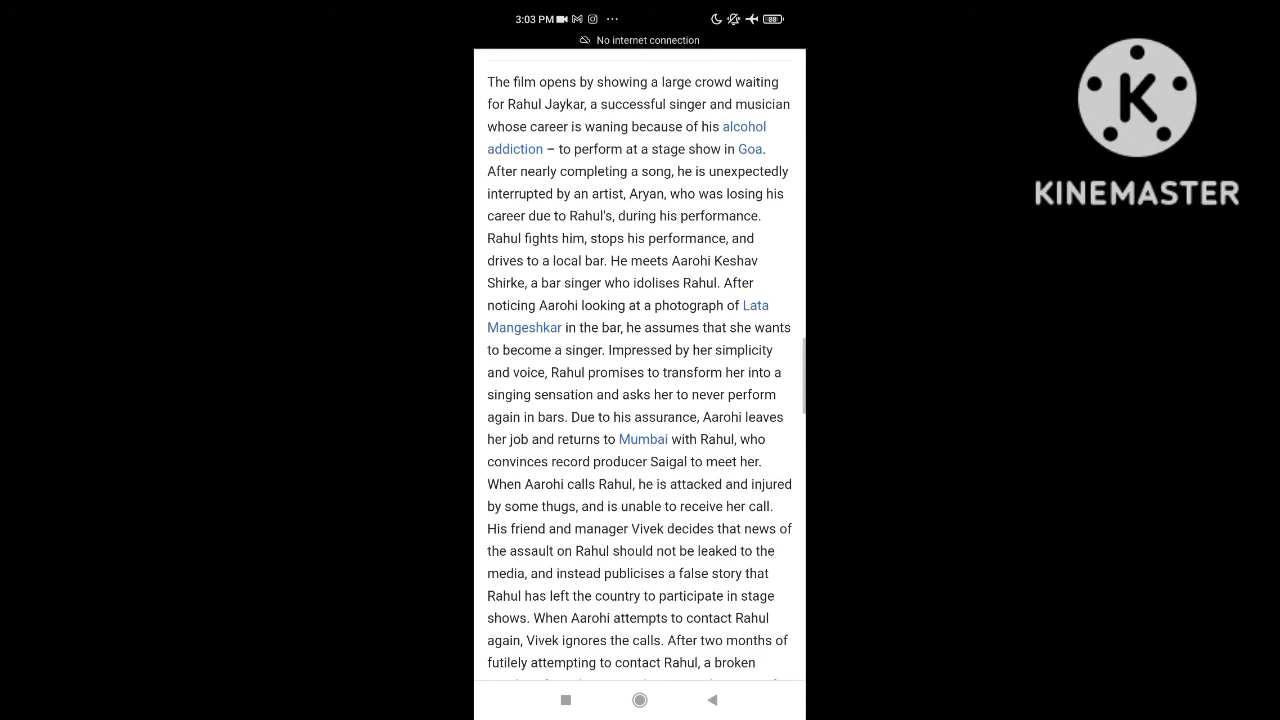 3:03 PM
88
No internet connection
The film opens by showing a large crowd waiting
for Rahul Jaykar, a successful singer and musician
whose career is waning because of his alcohol
addiction – to perform at a stage show in Goa.
After nearly completing a song, he is unexpectedly
interrupted by an artist, Aryan, who was losing his
career due to Rahul's, during his performance.
Rahul fights him, stops his performance, and
drives to a local bar. He meets Aarohi Keshav
Shirke, a bar singer who idolises Rahul. After
noticing Aarohi looking at a photograph of Lata
Mangeshkar in the bar, he assumes that she wants
to become a singer. Impressed by her simplicity
and voice, Rahul promises to transform her into a
singing sensation and asks her to never perform
again in bars. Due to his assurance, Aarohi leaves
her job and returns to Mumbai with Rahul, who
convinces record producer Saigal to meet her.
When Aarohi calls Rahul, he is attacked and injured
by some thugs, and is unable to receive her call.
His friend and manager Vivek decides that news of
the assault on Rahul should not be leaked to the
media, and instead publicises a false story that
Rahul has left the country to participate in stage
shows. When Aarohi attempts to contact Rahul
again, Vivek ignores the calls. After two months of
futilely attempting to contact Rahul, a broken
K
KINEMASTER